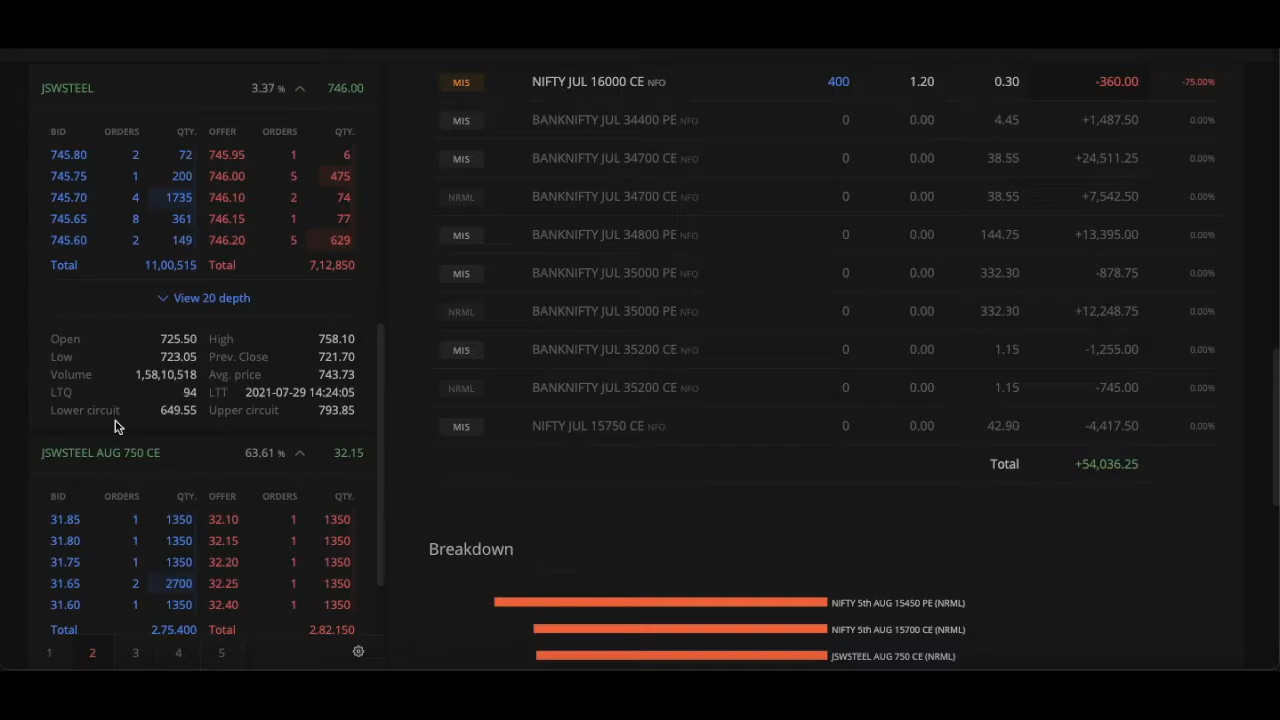 JSWSTEEL 3.37 % 746.00
BID ORDERS QTY. OFFER ORDERS QTY.
745.80 2 72 745.95 1 6
745.75 1 200 746.00 5 475
745.70 4 1735 746.10 2 74
745.65 8 361 746.15 1 77
745.60 2 149 746.20 5 629
Total 11,00,515 Total 7,12,850
View 20 depth
Open 725.50 High 758.10
Low 723.05 Prev. Close 721.70
Volume 1,58,10,518 Avg. price 743.73
LTQ 94 LTT 2021-07-29 14:24:05
Lower circuit 649.55 Upper circuit 793.85
JSWSTEEL AUG 750 CE 63.61 % 32.15
BID ORDERS QTY. OFFER ORDERS QTY.
31.85 1 1350 32.10 1 1350
31.80 1 1350 32.15 1 1350
31.75 1 1350 32.20 1 1350
31.65 2 2700 32.25 1 1350
31.60 1 1350 32.40 1 1350
Total 2,75,400 Total 2,82,150
1 2 3 4 5
MIS NIFTY JUL 16000 CE NFO 400 1.20 0.30 -360.00 -75.00%
MIS BANKNIFTY JUL 34400 PE NFO 0 0.00 4.45 +1,487.50 0.00%
MIS BANKNIFTY JUL 34700 CE NFO 0 0.00 38.55 +24,511.25 0.00%
NRML BANKNIFTY JUL 34700 CE NFO 0 0.00 38.55 +7,542.50 0.00%
MIS BANKNIFTY JUL 34800 PE NFO 0 0.00 144.75 +13,395.00 0.00%
MIS BANKNIFTY JUL 35000 PE NFO 0 0.00 332.30 -878.75 0.00%
NRML BANKNIFTY JUL 35000 PE NFO 0 0.00 332.30 +12,248.75 0.00%
MIS BANKNIFTY JUL 35200 CE NFO 0 0.00 1.15 -1,255.00 0.00%
NRML BANKNIFTY JUL 35200 CE NFO 0 0.00 1.15 -745.00 0.00%
MIS NIFTY JUL 15750 CE NFO 0 0.00 42.90 -4,417.50 0.00%
Total +54,036.25
Breakdown
NIFTY 5th AUG 15450 PE (NRML)
NIFTY 5th AUG 15700 CE (NRML)
JSWSTEEL AUG 750 CE (NRML)